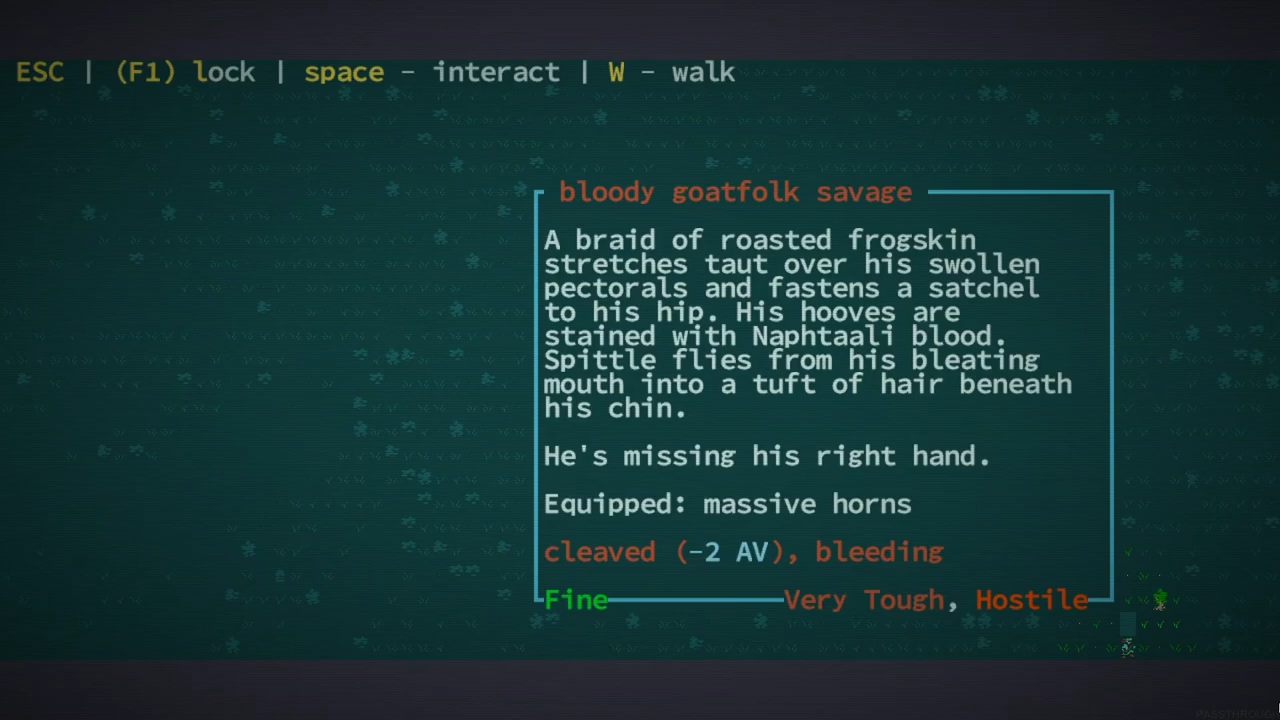 ESC | (F1) lock | space - interact | W - walk
bloody goatfolk savage
A braid of roasted frogskin
stretches taut over his swollen
pectorals and fastens a satchel
to his hip. His hooves are
stained with Naphtaali blood.
Spittle flies from his bleating
mouth into a tuft of hair beneath
his chin.
He's missing his right hand.
Equipped: massive horns
cleaved (-2 AV), bleeding
Fine Very Tough, Hostile